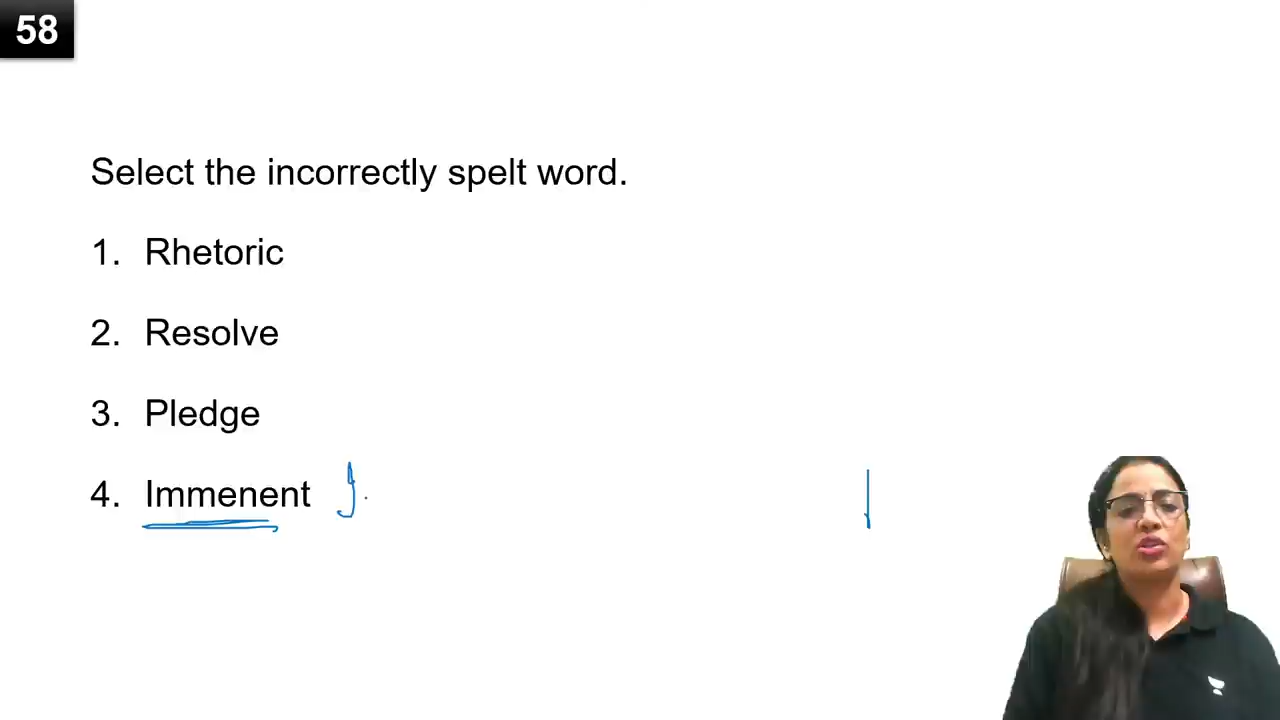 58
Select the incorrectly spelt word.
1. Rhetoric
2. Resolve
3. Pledge
4. Immenent